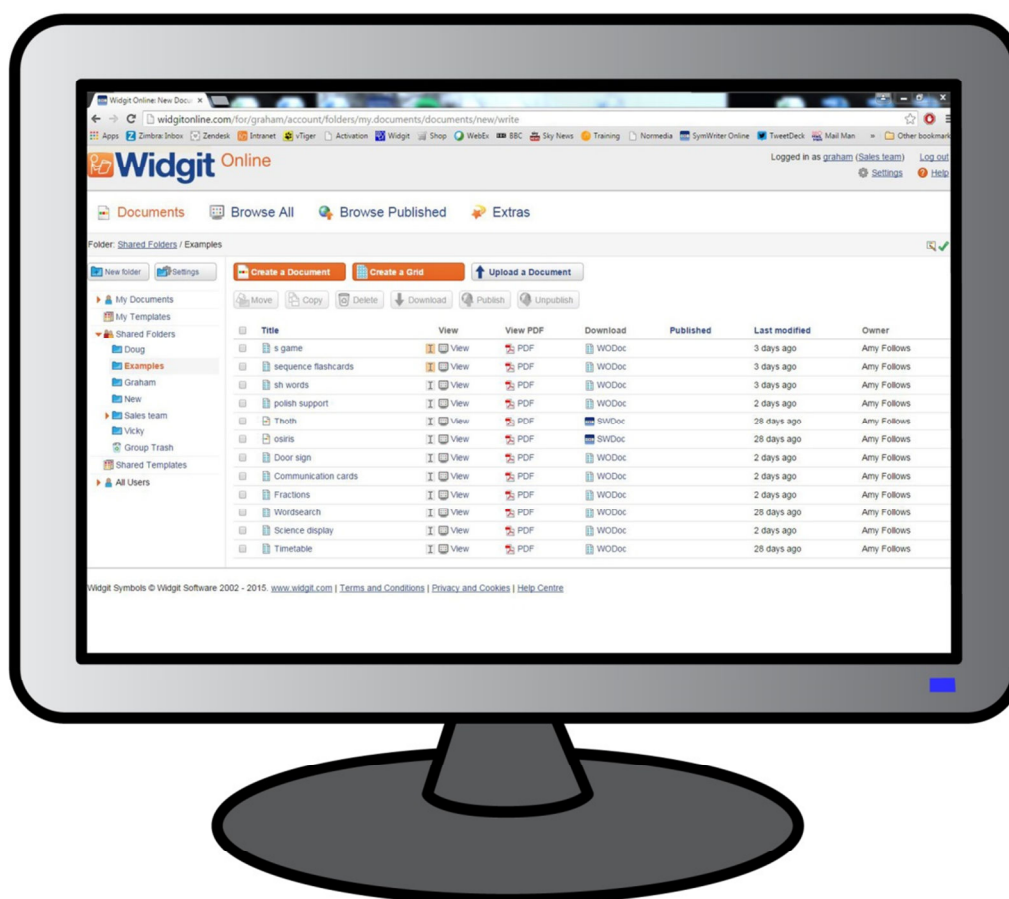 Widgit Online: New Docu
widgitonline.com/for/graham/account/folders/my.documents/documents/new/write
Apps Zimbra: Inbox Zendesk Intranet vTiger Activation Widgit Shop WebEx BBC Sky News Training Normedia SymWriter Online TweetDeck Mail Man » Other bookmark
Widgit Online
Logged in as graham (Sales team) Log out
Settings Help
Documents Browse All Browse Published Extras
Folder: Shared Folders / Examples
New folder Settings Create a Document Create a Grid Upload a Document
Move Copy Delete Download Publish Unpublish
My Documents
My Templates
Shared Folders
Doug
Examples
Graham
New
Sales team
Vicky
Group Trash
Shared Templates
All Users
Title View View PDF Download Published Last modified Owner
s game View PDF WODoc 3 days ago Amy Follows
sequence flashcards View PDF WODoc 3 days ago Amy Follows
sh words View PDF WODoc 3 days ago Amy Follows
polish support View PDF WODoc 2 days ago Amy Follows
Thoth View PDF SWDoc 28 days ago Amy Follows
osiris View PDF SWDoc 28 days ago Amy Follows
Door sign View PDF WODoc 2 days ago Amy Follows
Communication cards View PDF WODoc 2 days ago Amy Follows
Fractions View PDF WODoc 2 days ago Amy Follows
Wordsearch View PDF WODoc 28 days ago Amy Follows
Science display View PDF WODoc 2 days ago Amy Follows
Timetable View PDF WODoc 28 days ago Amy Follows
Widgit Symbols © Widgit Software 2002 - 2015. www.widgit.com | Terms and Conditions | Privacy and Cookies | Help Centre